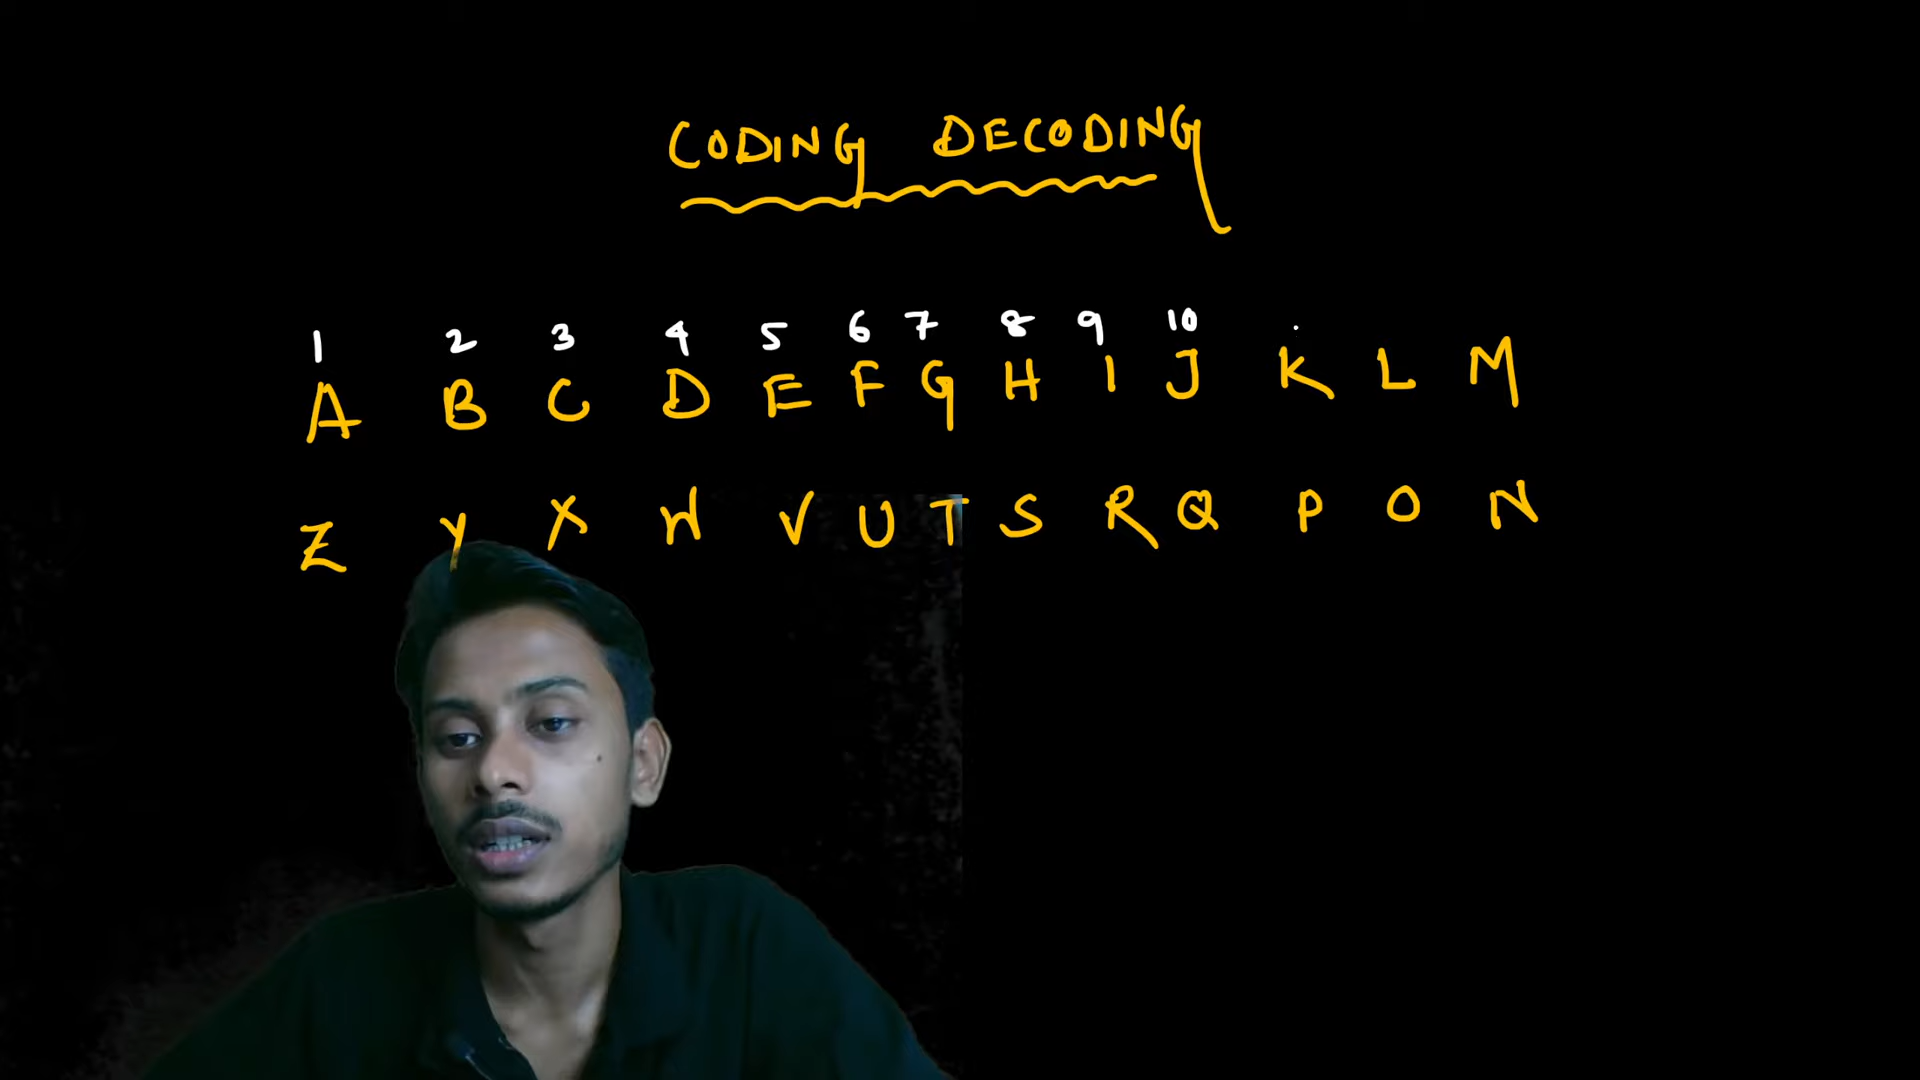 CODING DECODING
1 2 3 4 5 6 7 8 9 10
A B C D E F G H I J K L M
Z Y X W V U T S R Q P O N